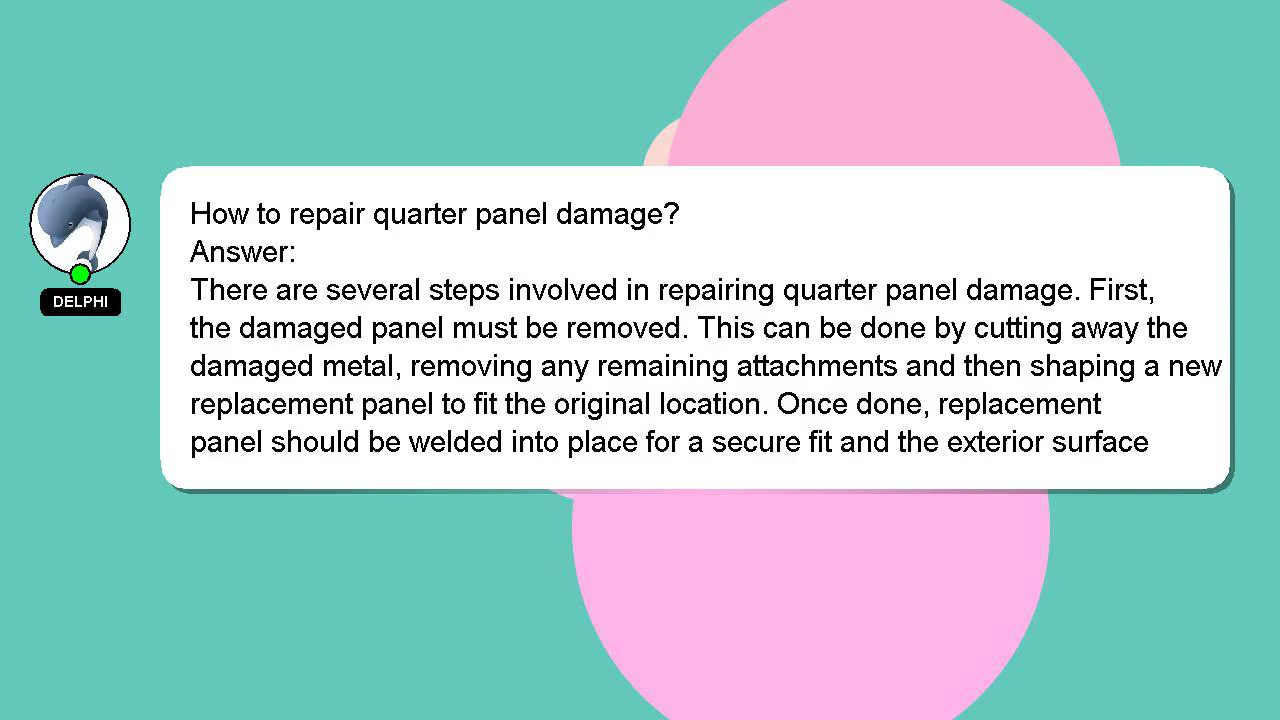 How to repair quarter panel damage?
Answer:
There are several steps involved in repairing quarter panel damage. First,
the damaged panel must be removed. This can be done by cutting away the
damaged metal, removing any remaining attachments and then shaping a new
replacement panel to fit the original location. Once done, replacement
panel should be welded into place for a secure fit and the exterior surface
DELPHI